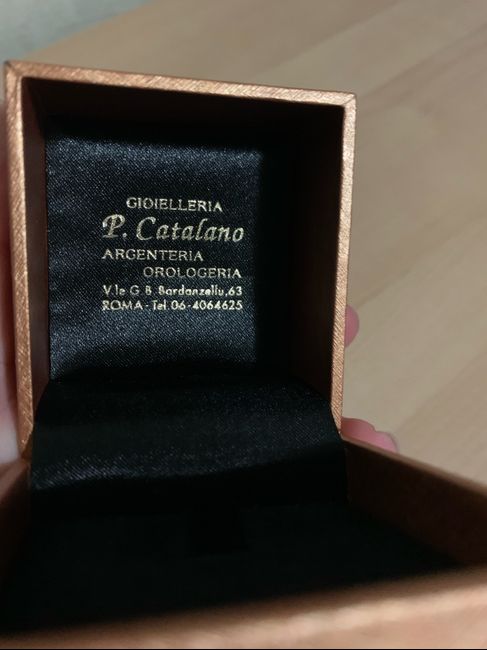 GIOIELLERIA
P. Catalano
ARGENTERIA
OROLOGERIA
V.le G B. Bardanzellu,63
ROMA - Tel 06-4064625